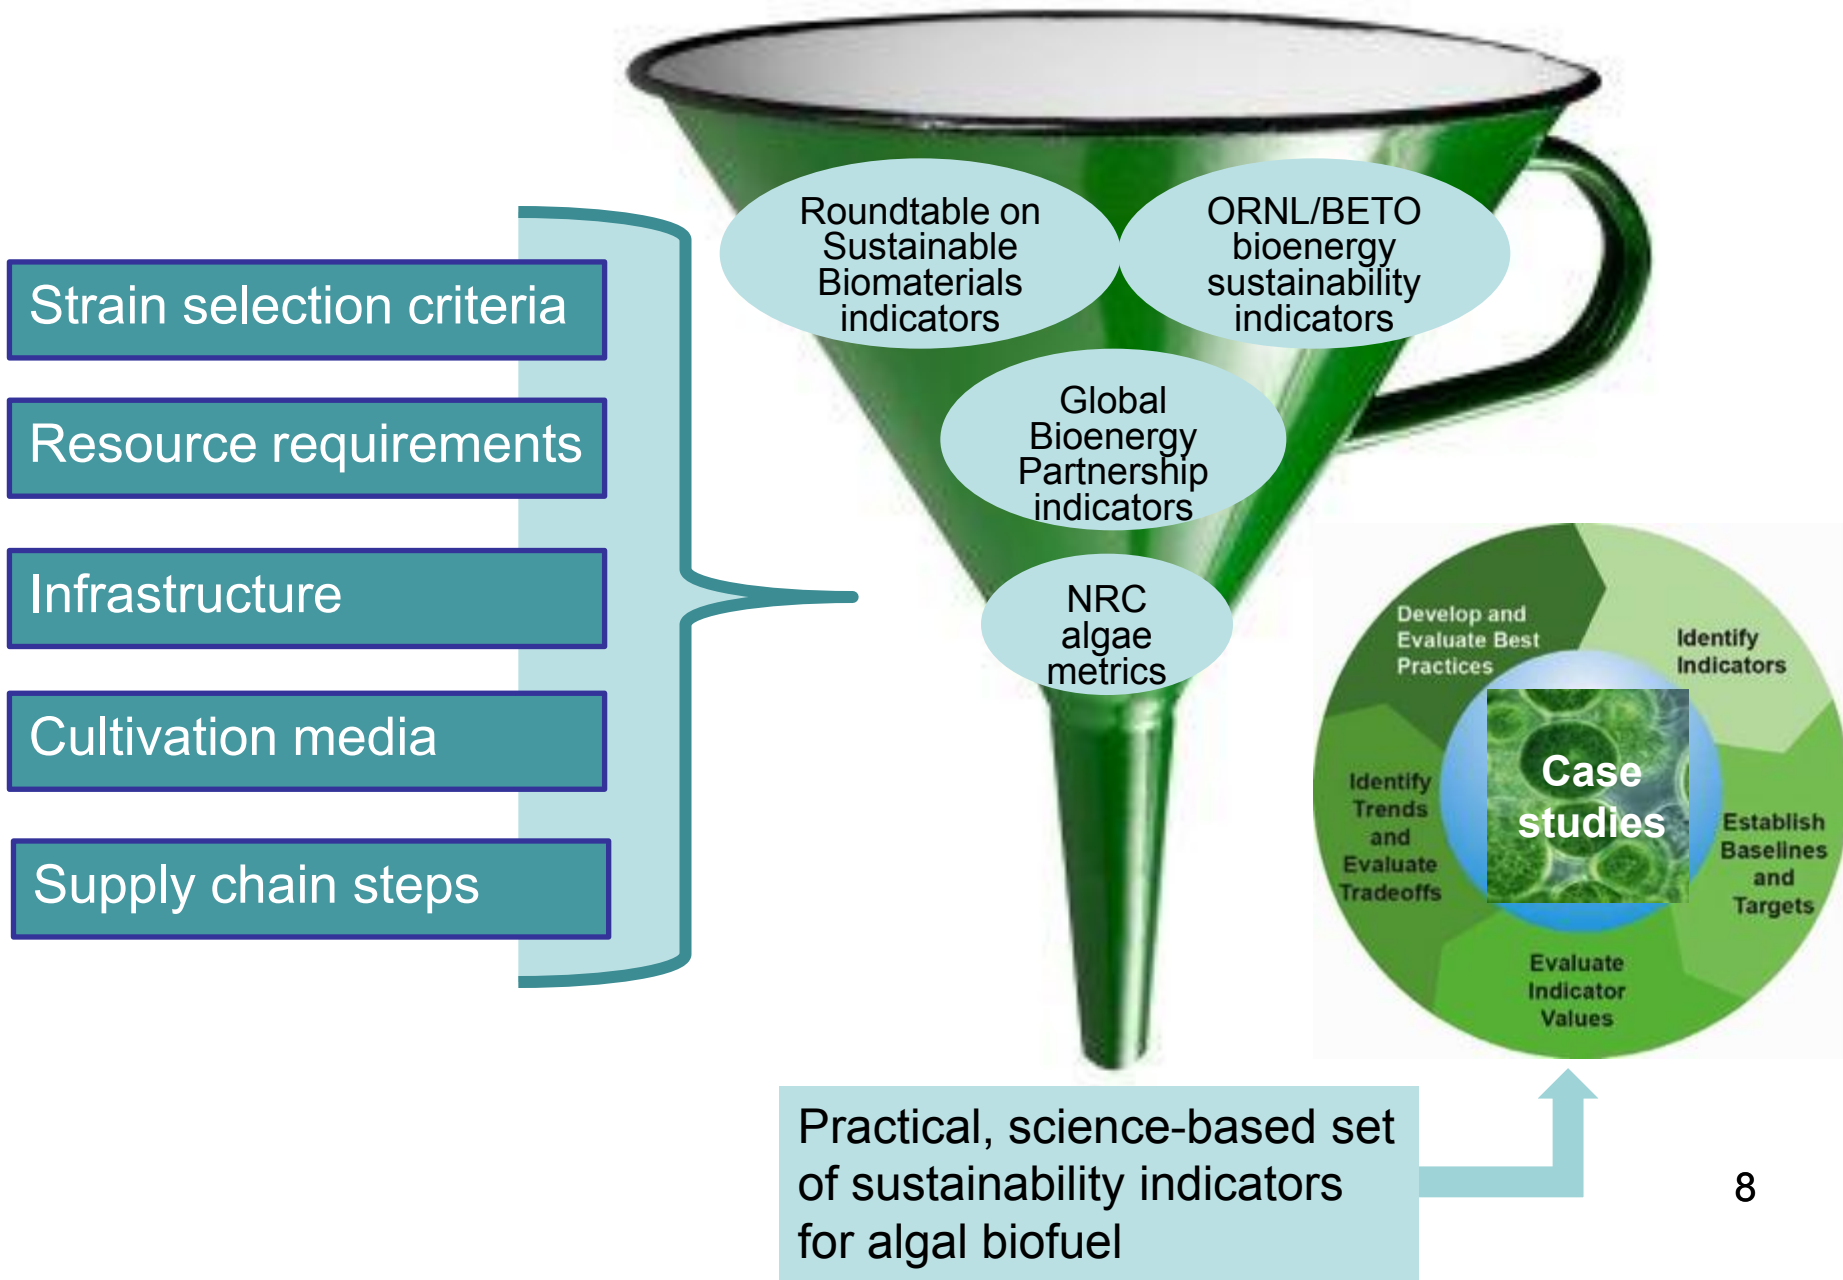 Strain selection criteria
Resource requirements
Infrastructure
Cultivation media
Supply chain steps
Roundtable on
Sustainable
Biomaterials
indicators
ORNL/BETO
bioenergy
sustainability
indicators
Global
Bioenergy
Partnership
indicators
NRC
algae
metrics
Develop and
Evaluate Best
Practices
Identify
Indicators
Establish
Baselines
and
Targets
Evaluate
Indicator
Values
Identify
Trends
and
Evaluate
Tradeoffs
Case
studies
Practical, science-based set
of sustainability indicators
for algal biofuel
8